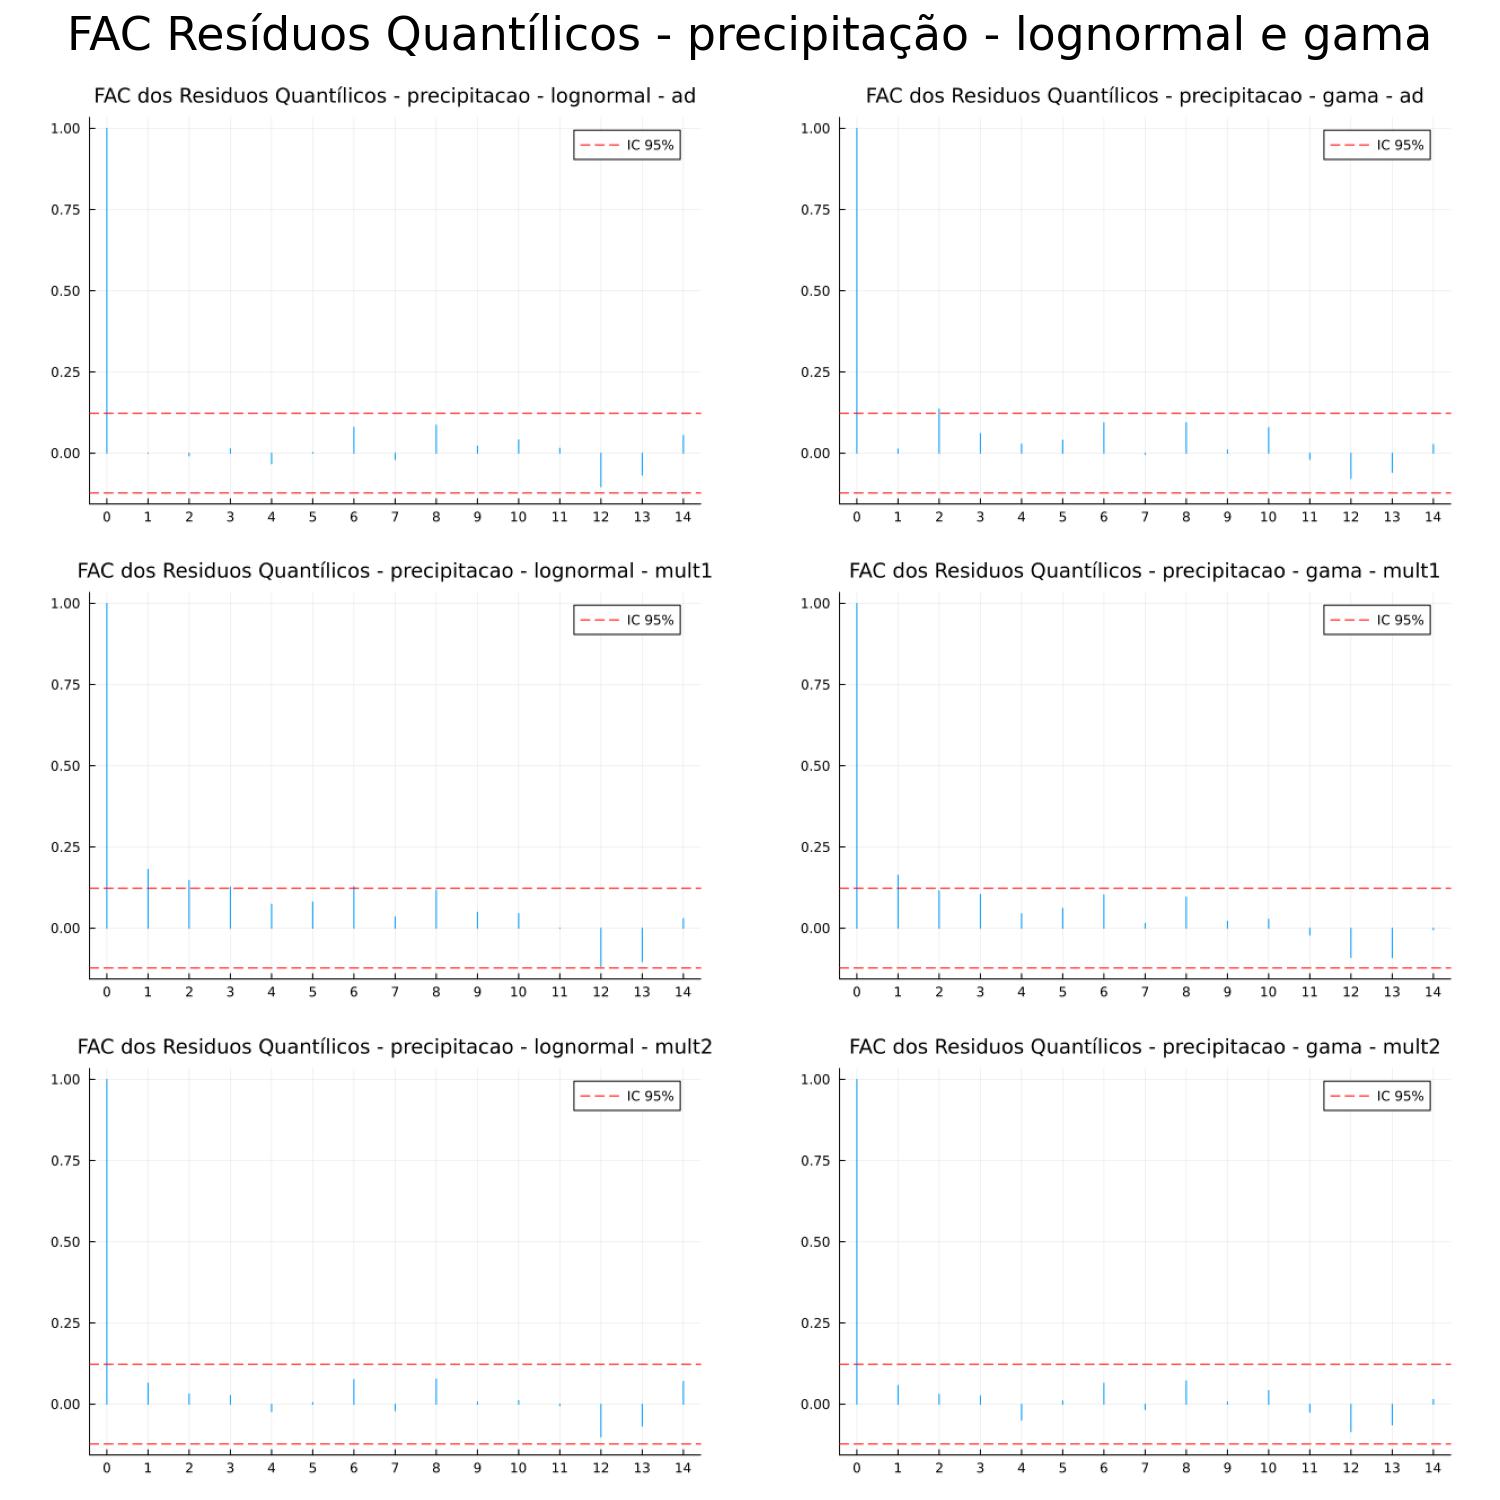 FAC Resíduos Quantílicos - precipitação - lognormal e gama
FAC dos Residuos Quantílicos - precipitacao - lognormal - ad
1.00
0.75
0.50
0.25
0.00
IC 95%
0 1 2 3 4 5 6 7 8 9 10 11 12 13 14
FAC dos Residuos Quantílicos - precipitacao - gama - ad
1.00
0.75
0.50
0.25
0.00
IC 95%
0 1 2 3 4 5 6 7 8 9 10 11 12 13 14
FAC dos Residuos Quantílicos - precipitacao - lognormal - mult1
1.00
0.75
0.50
0.25
0.00
IC 95%
0 1 2 3 4 5 6 7 8 9 10 11 12 13 14
FAC dos Residuos Quantílicos - precipitacao - gama - mult1
1.00
0.75
0.50
0.25
0.00
IC 95%
0 1 2 3 4 5 6 7 8 9 10 11 12 13 14
FAC dos Residuos Quantílicos - precipitacao - lognormal - mult2
1.00
0.75
0.50
0.25
0.00
IC 95%
0 1 2 3 4 5 6 7 8 9 10 11 12 13 14
FAC dos Residuos Quantílicos - precipitacao - gama - mult2
1.00
0.75
0.50
0.25
0.00
IC 95%
0 1 2 3 4 5 6 7 8 9 10 11 12 13 14